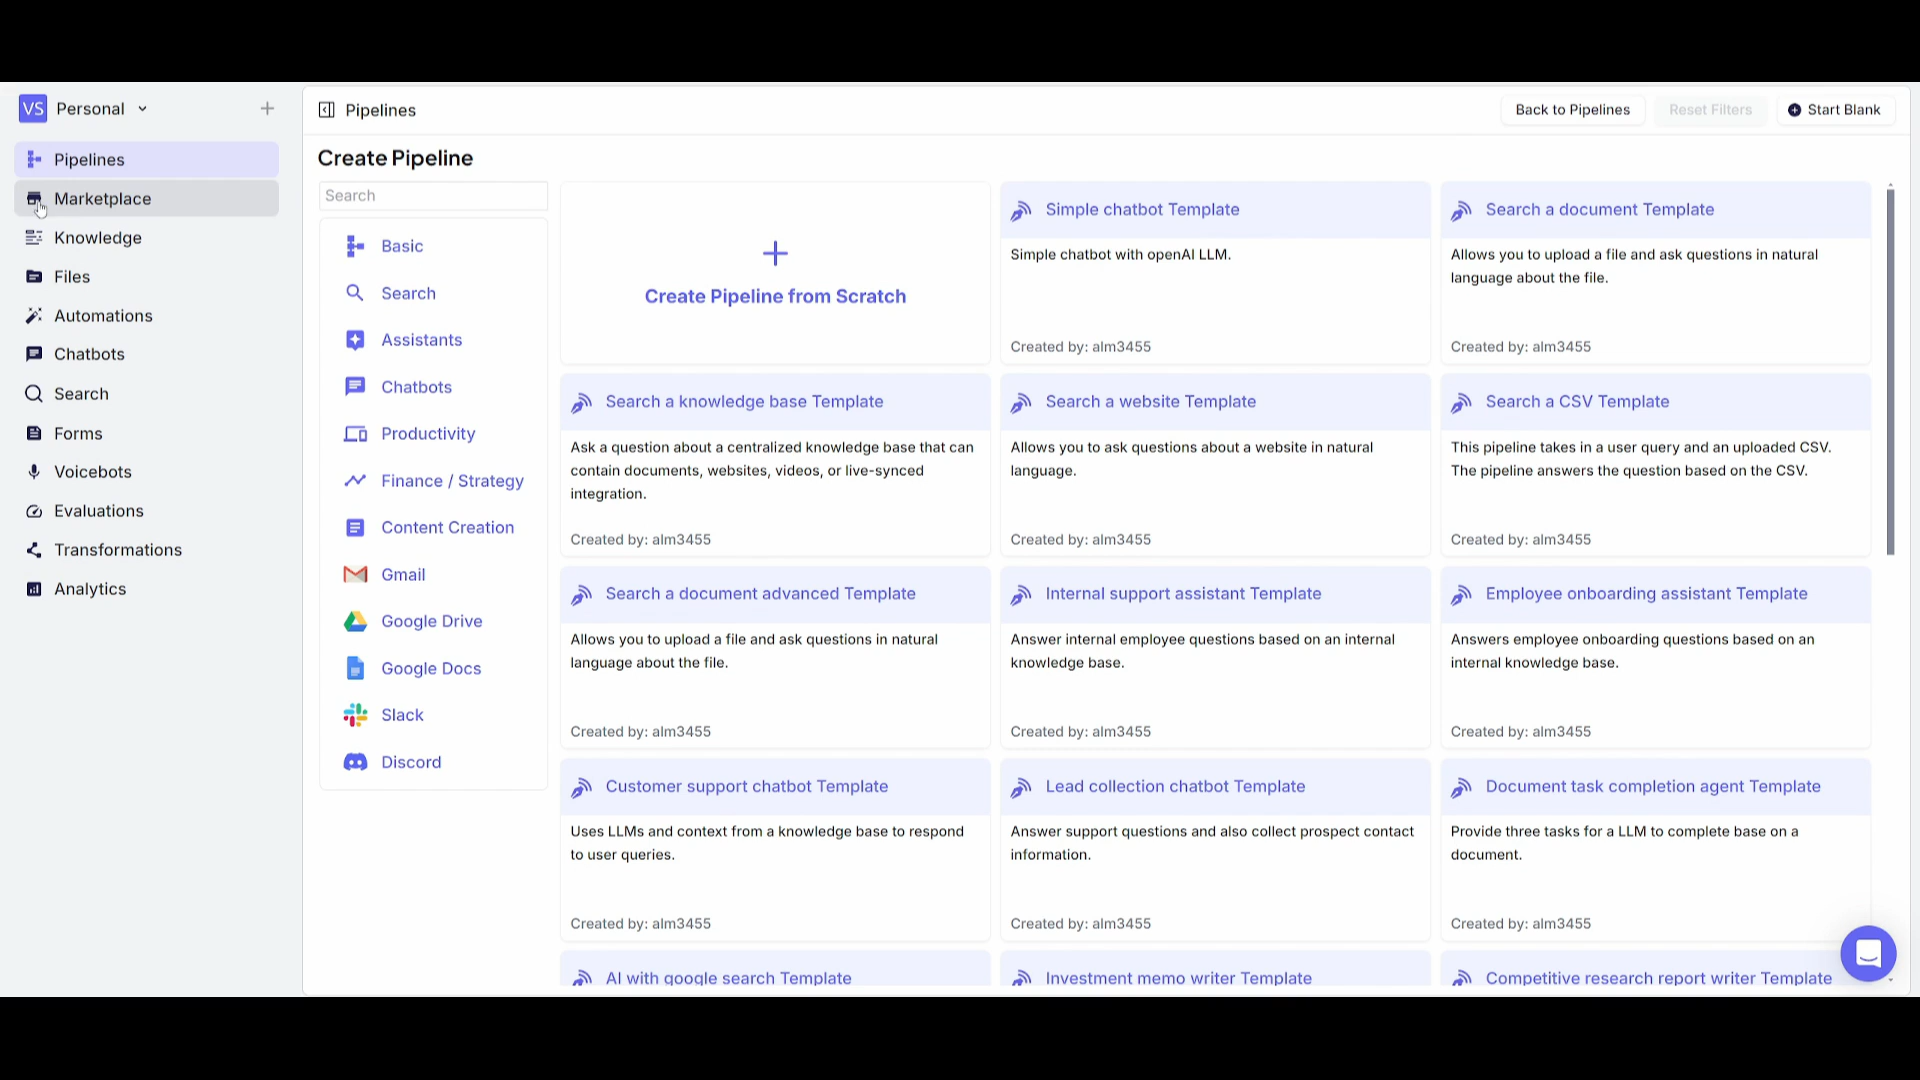 VS Personal
Pipelines
Marketplace
Knowledge
Files
Automations
Chatbots
Search
Forms
Voicebots
Evaluations
Transformations
Analytics
Pipelines
Back to Pipelines
Reset Filters
Start Blank
Create Pipeline
Search
Basic
Search
Assistants
Chatbots
Productivity
Finance / Strategy
Content Creation
Gmail
Google Drive
Google Docs
Slack
Discord
Create Pipeline from Scratch
Simple chatbot Template
Simple chatbot with openAI LLM.
Created by: alm3455
Search a document Template
Allows you to upload a file and ask questions in natural
language about the file.
Created by: alm3455
Search a knowledge base Template
Ask a question about a centralized knowledge base that can
contain documents, websites, videos, or live-synced
integration.
Created by: alm3455
Search a website Template
Allows you to ask questions about a website in natural
language.
Created by: alm3455
Search a CSV Template
This pipeline takes in a user query and an uploaded CSV.
The pipeline answers the question based on the CSV.
Created by: alm3455
Search a document advanced Template
Allows you to upload a file and ask questions in natural
language about the file.
Created by: alm3455
Internal support assistant Template
Answer internal employee questions based on an internal
knowledge base.
Created by: alm3455
Employee onboarding assistant Template
Answers employee onboarding questions based on an
internal knowledge base.
Created by: alm3455
Customer support chatbot Template
Uses LLMs and context from a knowledge base to respond
to user queries.
Created by: alm3455
Lead collection chatbot Template
Answer support questions and also collect prospect contact
information.
Created by: alm3455
Document task completion agent Template
Provide three tasks for a LLM to complete base on a
document.
Created by: alm3455
AI with google search Template
Investment memo writer Template
Competitive research report writer Template